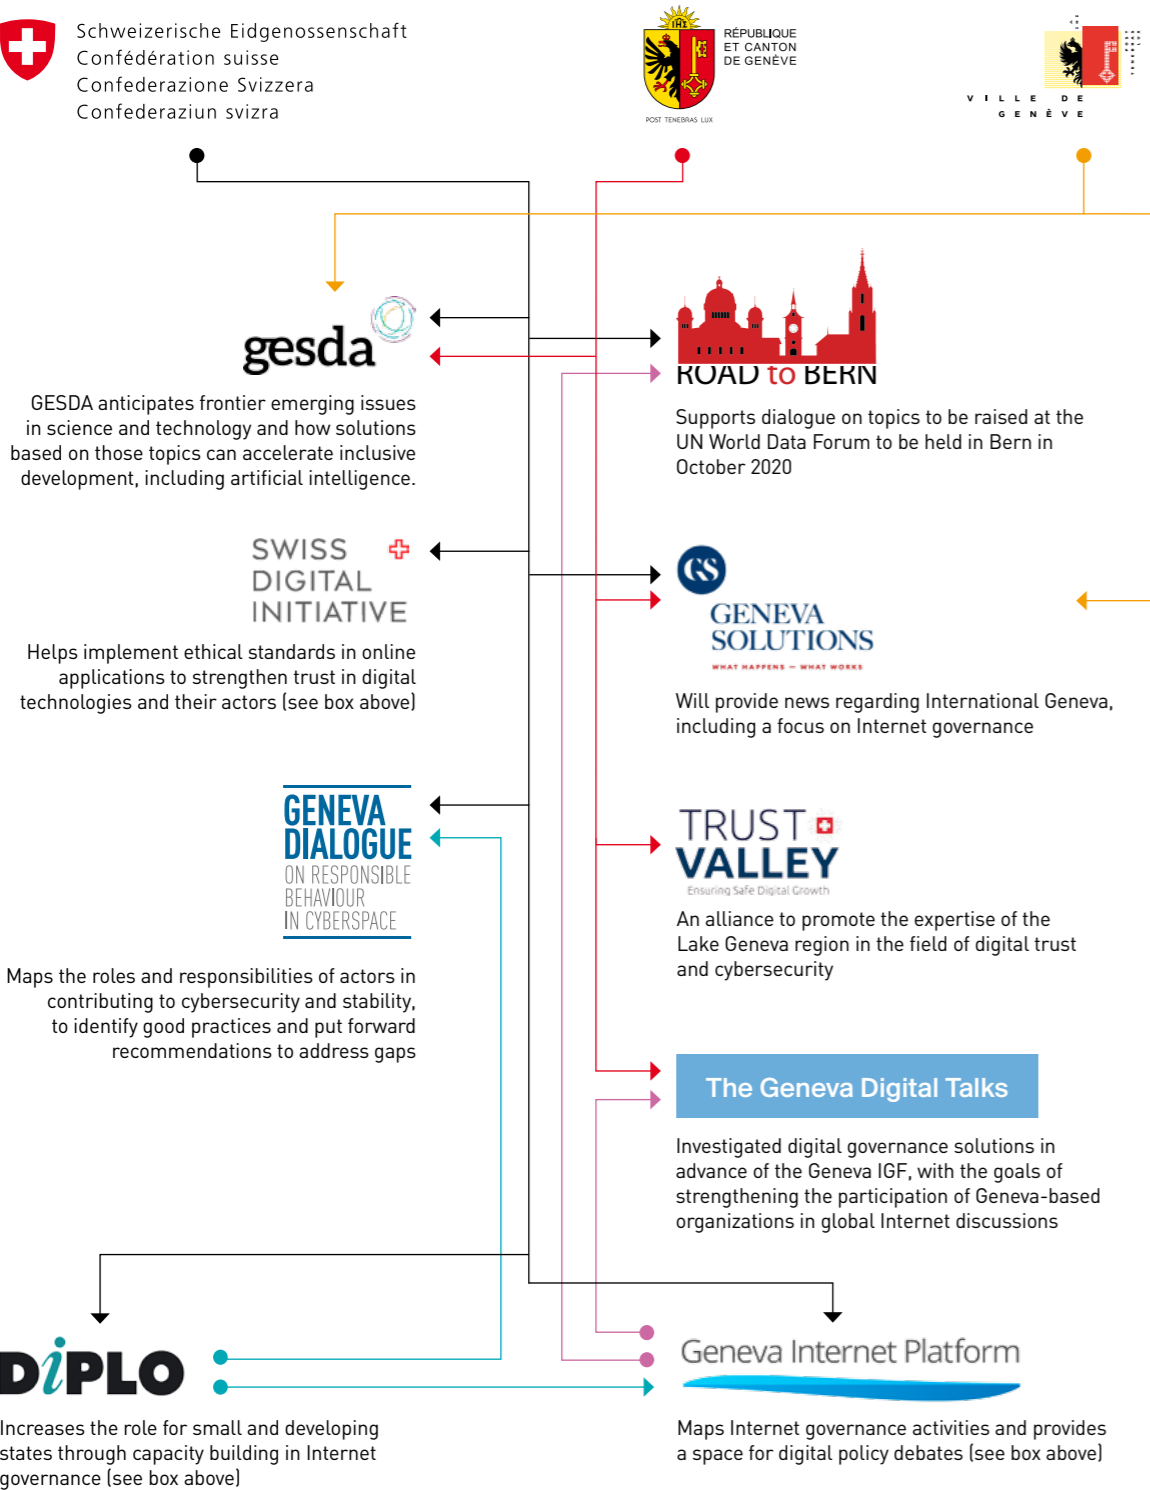 Schweizerische Eidgenossenschaft
Confédération suisse
Confederazione Svizzera
Confederaziun svizra
RÉPUBLIQUE
ET CANTON
DE GENÈVE
POST TENEBRAS LUX
VILLE DE
GENÈVE
gesda
GESDA anticipates frontier emerging issues
in science and technology and how solutions
based on those topics can accelerate inclusive
development, including artificial intelligence.
ROAD to BERN
Supports dialogue on topics to be raised at the
UN World Data Forum to be held in Bern in
October 2020
SWISS
DIGITAL
INITIATIVE
Helps implement ethical standards in online
applications to strengthen trust in digital
technologies and their actors (see box above)
GS
GENEVA
SOLUTIONS
WHAT HAPPENS — WHAT WORKS
Will provide news regarding International Geneva,
including a focus on Internet governance
GENEVA
DIALOGUE
ON RESPONSIBLE
BEHAVIOUR
IN CYBERSPACE
Maps the roles and responsibilities of actors in
contributing to cybersecurity and stability,
to identify good practices and put forward
recommendations to address gaps
TRUST
VALLEY
Ensuring Safe Digital Growth
An alliance to promote the expertise of the
Lake Geneva region in the field of digital trust
and cybersecurity
The Geneva Digital Talks
Investigated digital governance solutions in
advance of the Geneva IGF, with the goals of
strengthening the participation of Geneva-based
organizations in global Internet discussions
DiPLO
Increases the role for small and developing
states through capacity building in Internet
governance (see box above)
Geneva Internet Platform
Maps Internet governance activities and provides
a space for digital policy debates (see box above)